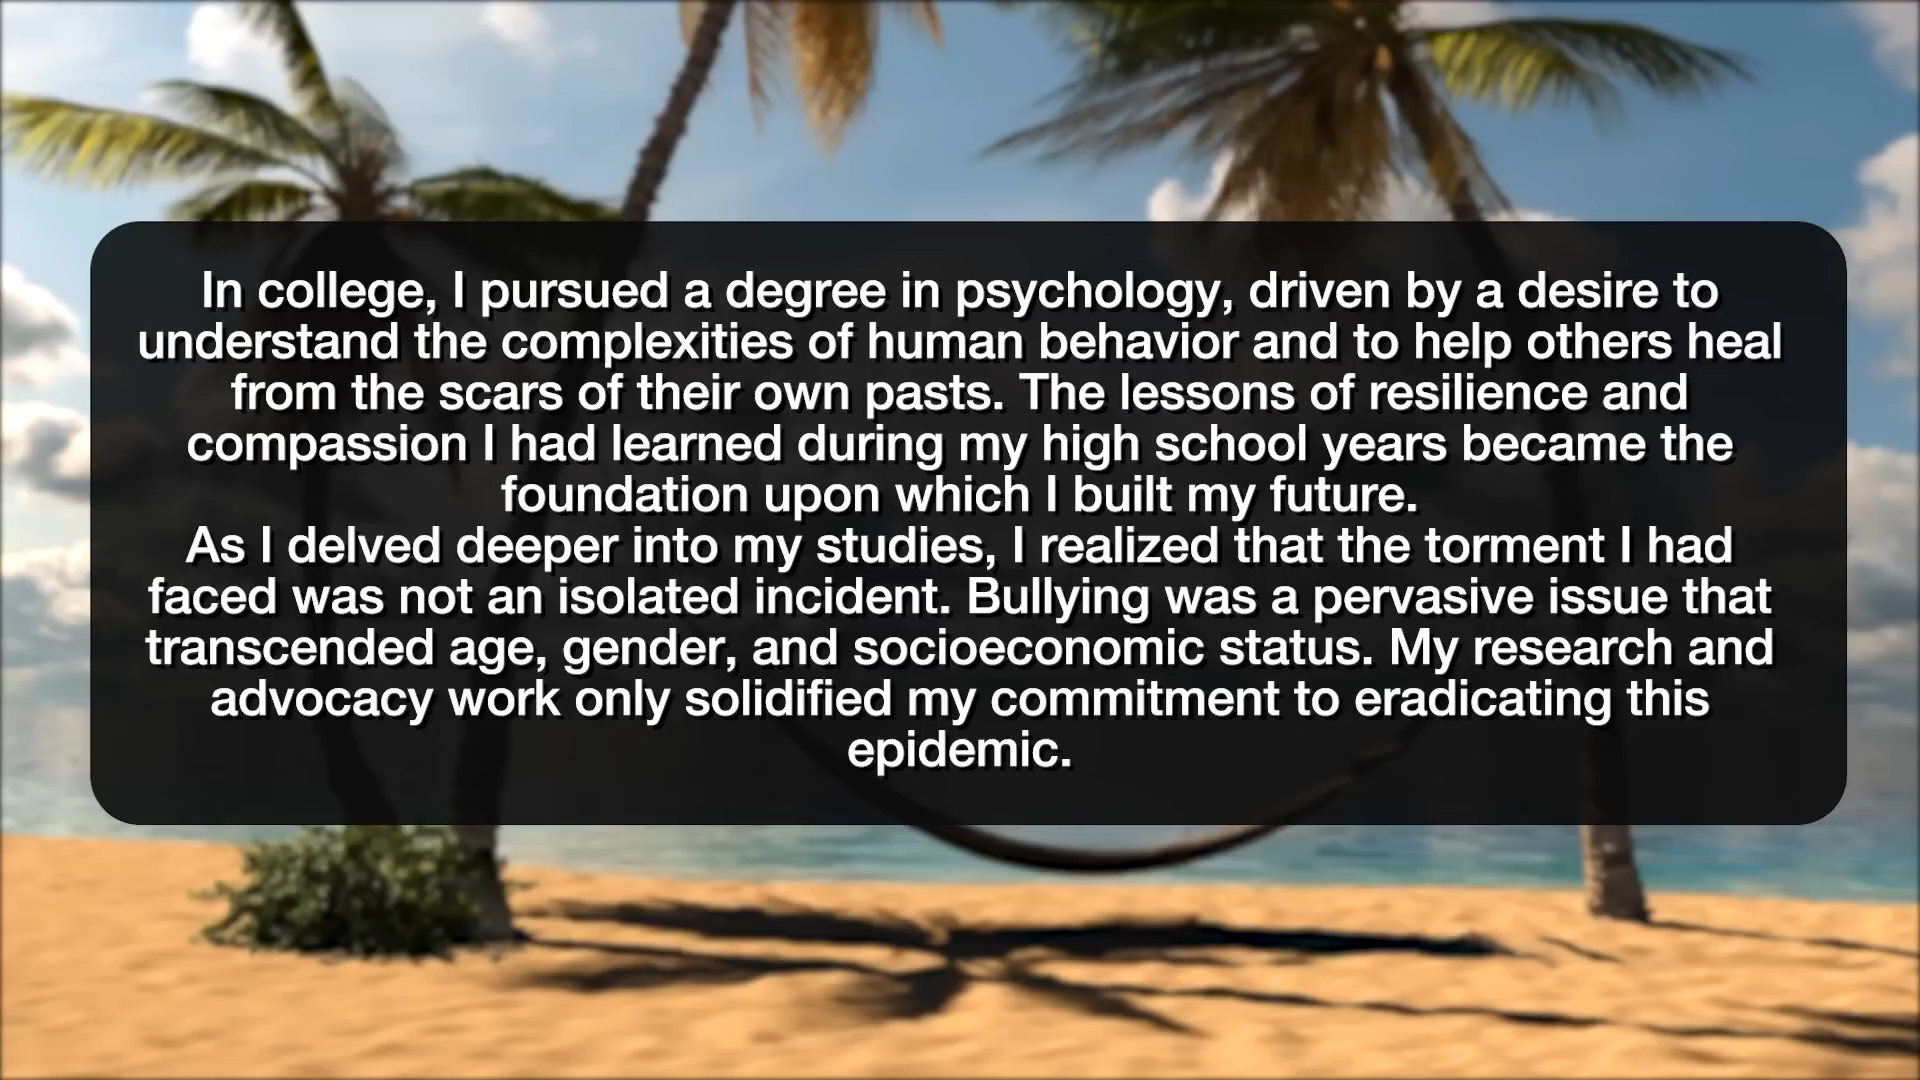 In college, I pursued a degree in psychology, driven by a desire to
understand the complexities of human behavior and to help others heal
from the scars of their own pasts. The lessons of resilience and
compassion I had learned during my high school years became the
foundation upon which I built my future.
As I delved deeper into my studies, I realized that the torment I had
faced was not an isolated incident. Bullying was a pervasive issue that
transcended age, gender, and socioeconomic status. My research and
advocacy work only solidified my commitment to eradicating this
epidemic.